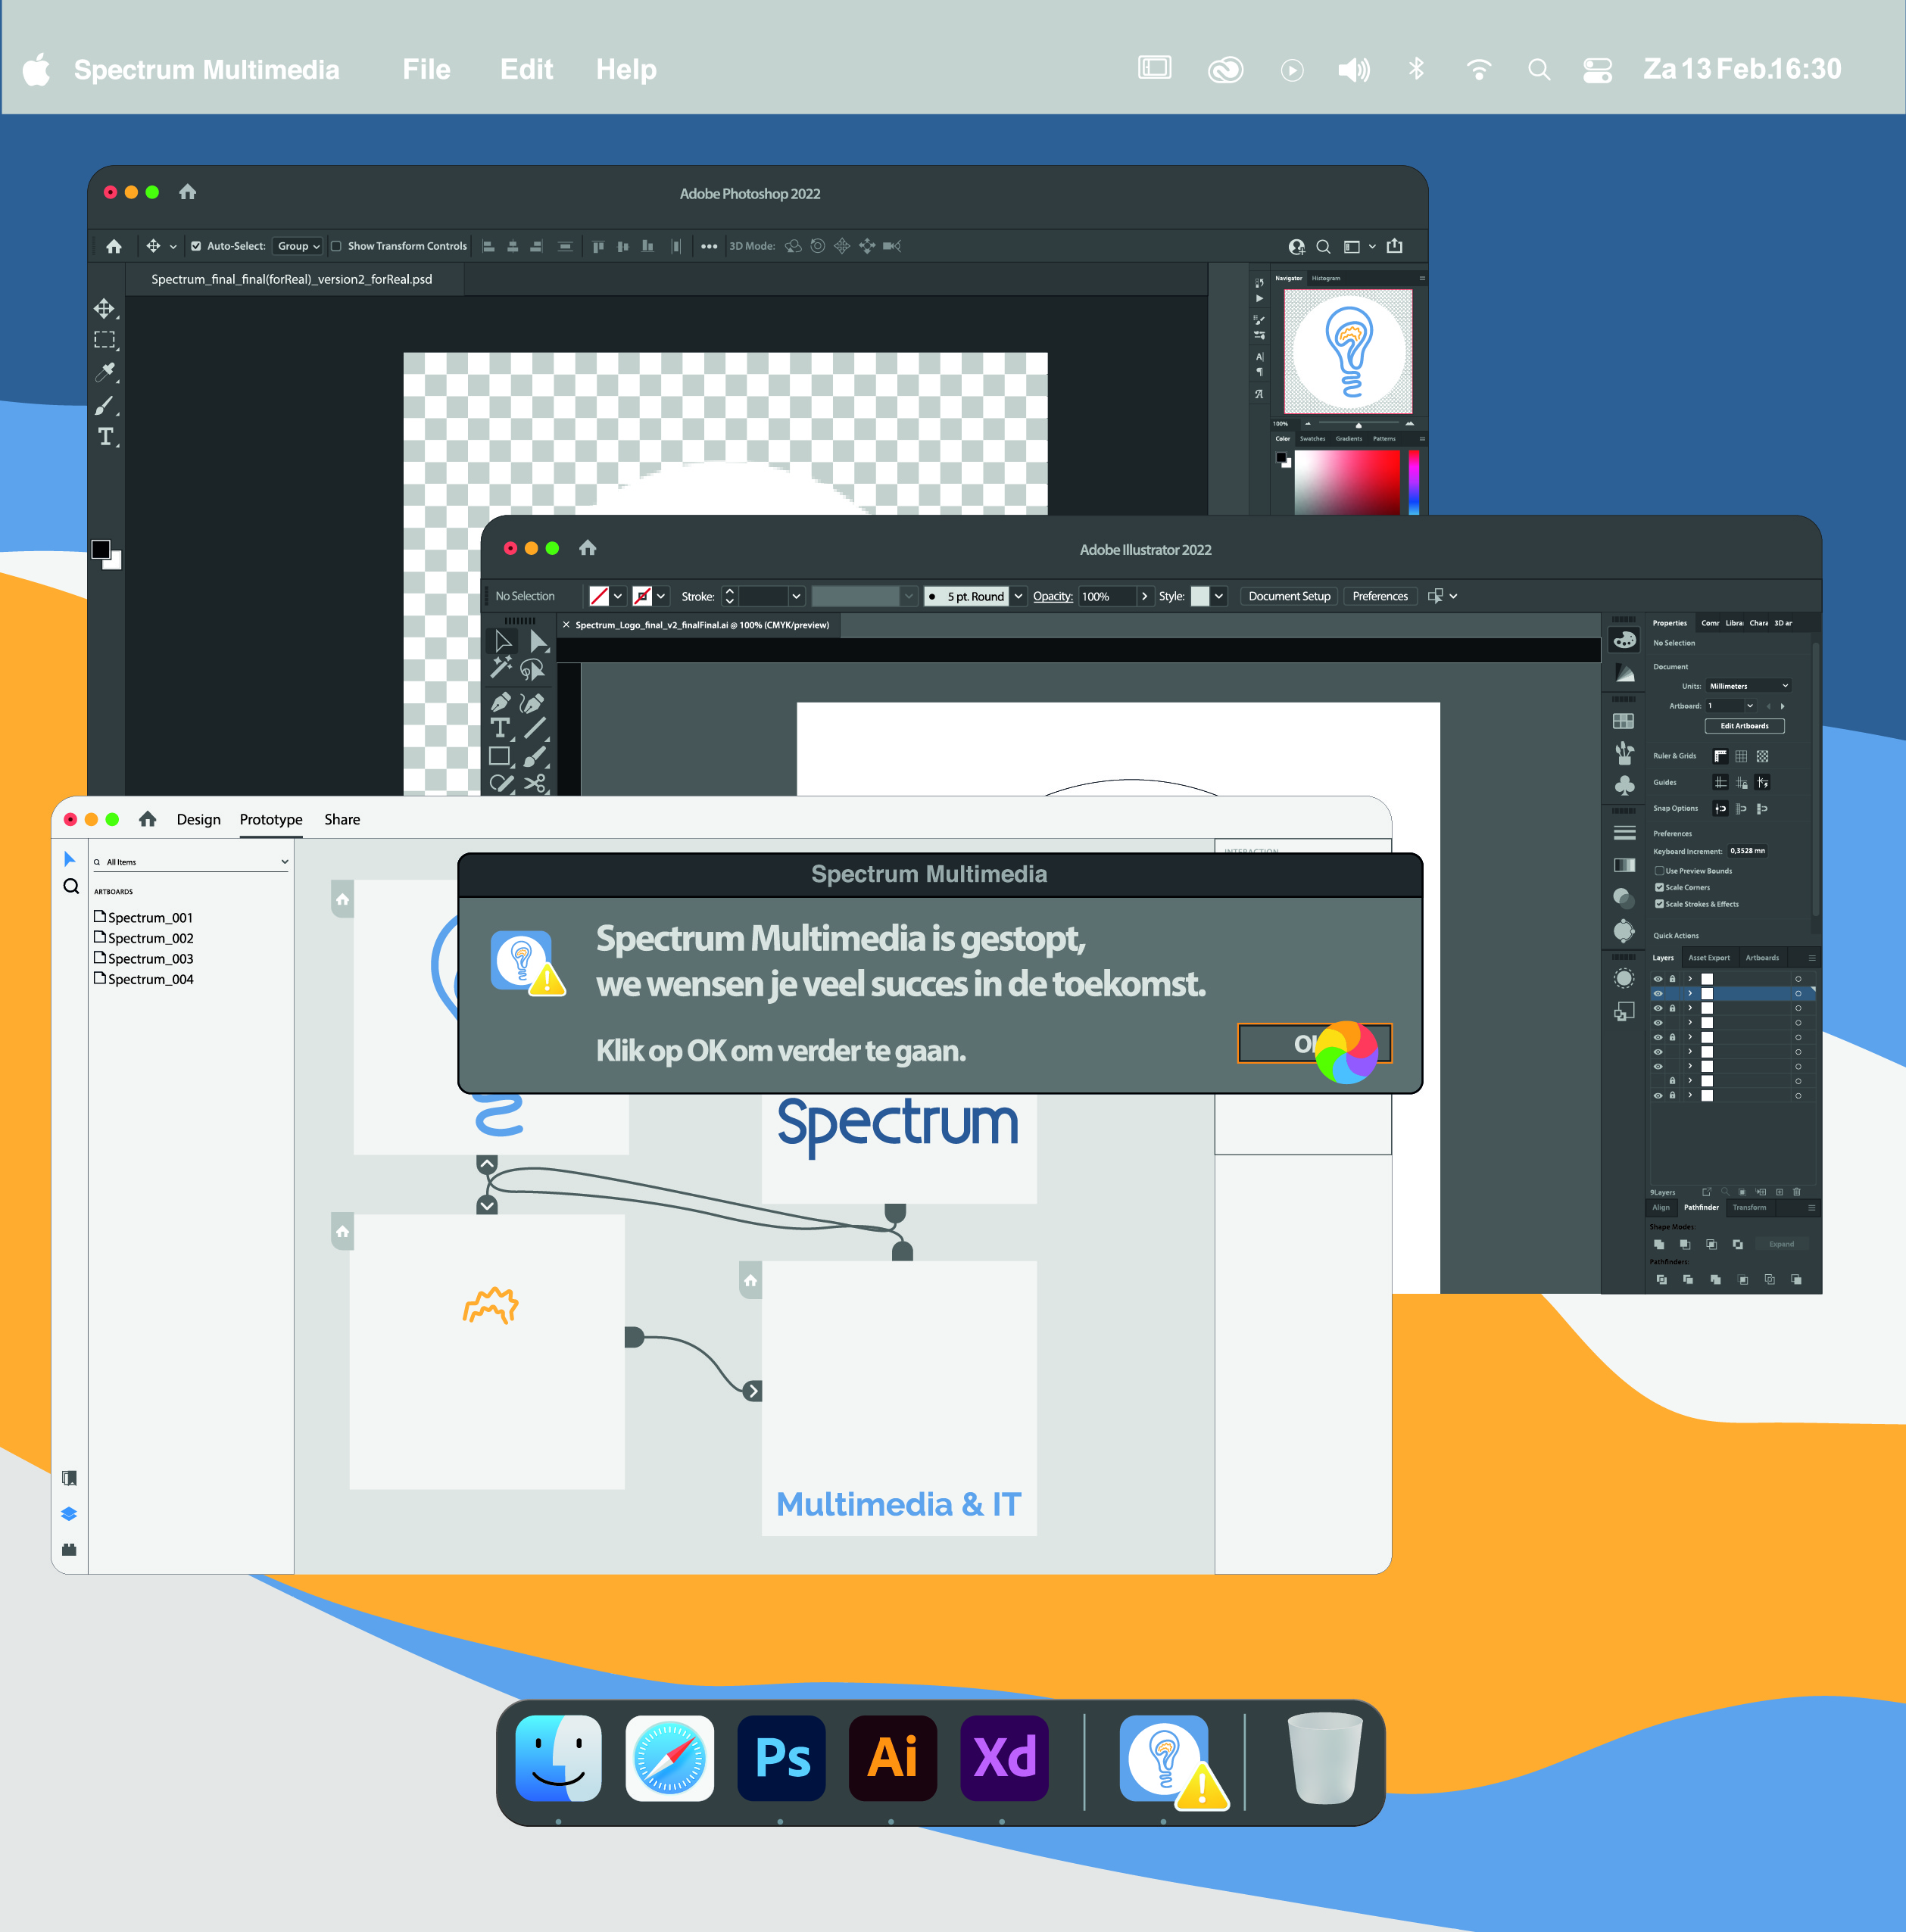 Spectrum Multimedia File Edit Help Za 13 Feb.16:30
Adobe Photoshop 2022
Auto-Select: Group Show Transform Controls 3D Mode:
Spectrum_final_final(forReal)_version2_forReal.psd
Navigator Histogram
100%
Color Swatches Gradients Patterns
T
Adobe Illustrator 2022
No Selection Stroke: 5 pt. Round Opacity: 100% Style: Document Setup Preferences
Spectrum_Logo_final_v2_finalFinal.ai @ 100% (CMYK/preview)
T
Properties Comr Libra Chara 3D ar
No Selection
Document
Units: Millimeters
Artboard: 1
Edit Artboards
Ruler & Grids
Guides
Snap Options
Preferences
Keyboard Increment: 0,3528 mn
Use Preview Bounds
Scale Corners
Scale Strokes & Effects
Quick Actions
Layers Asset Export Artboards
9Layers
Align Pathfinder Transform
Shape Modes:
Expand
Pathfinders:
Design Prototype Share
All Items
ARTBOARDS
Spectrum_001
Spectrum_002
Spectrum_003
Spectrum_004
INTERACTION
Spectrum Multimedia
Spectrum Multimedia is gestopt,
we wensen je veel succes in de toekomst.
Klik op OK om verder te gaan.
Spectrum
Multimedia & IT
Ps Ai Xd